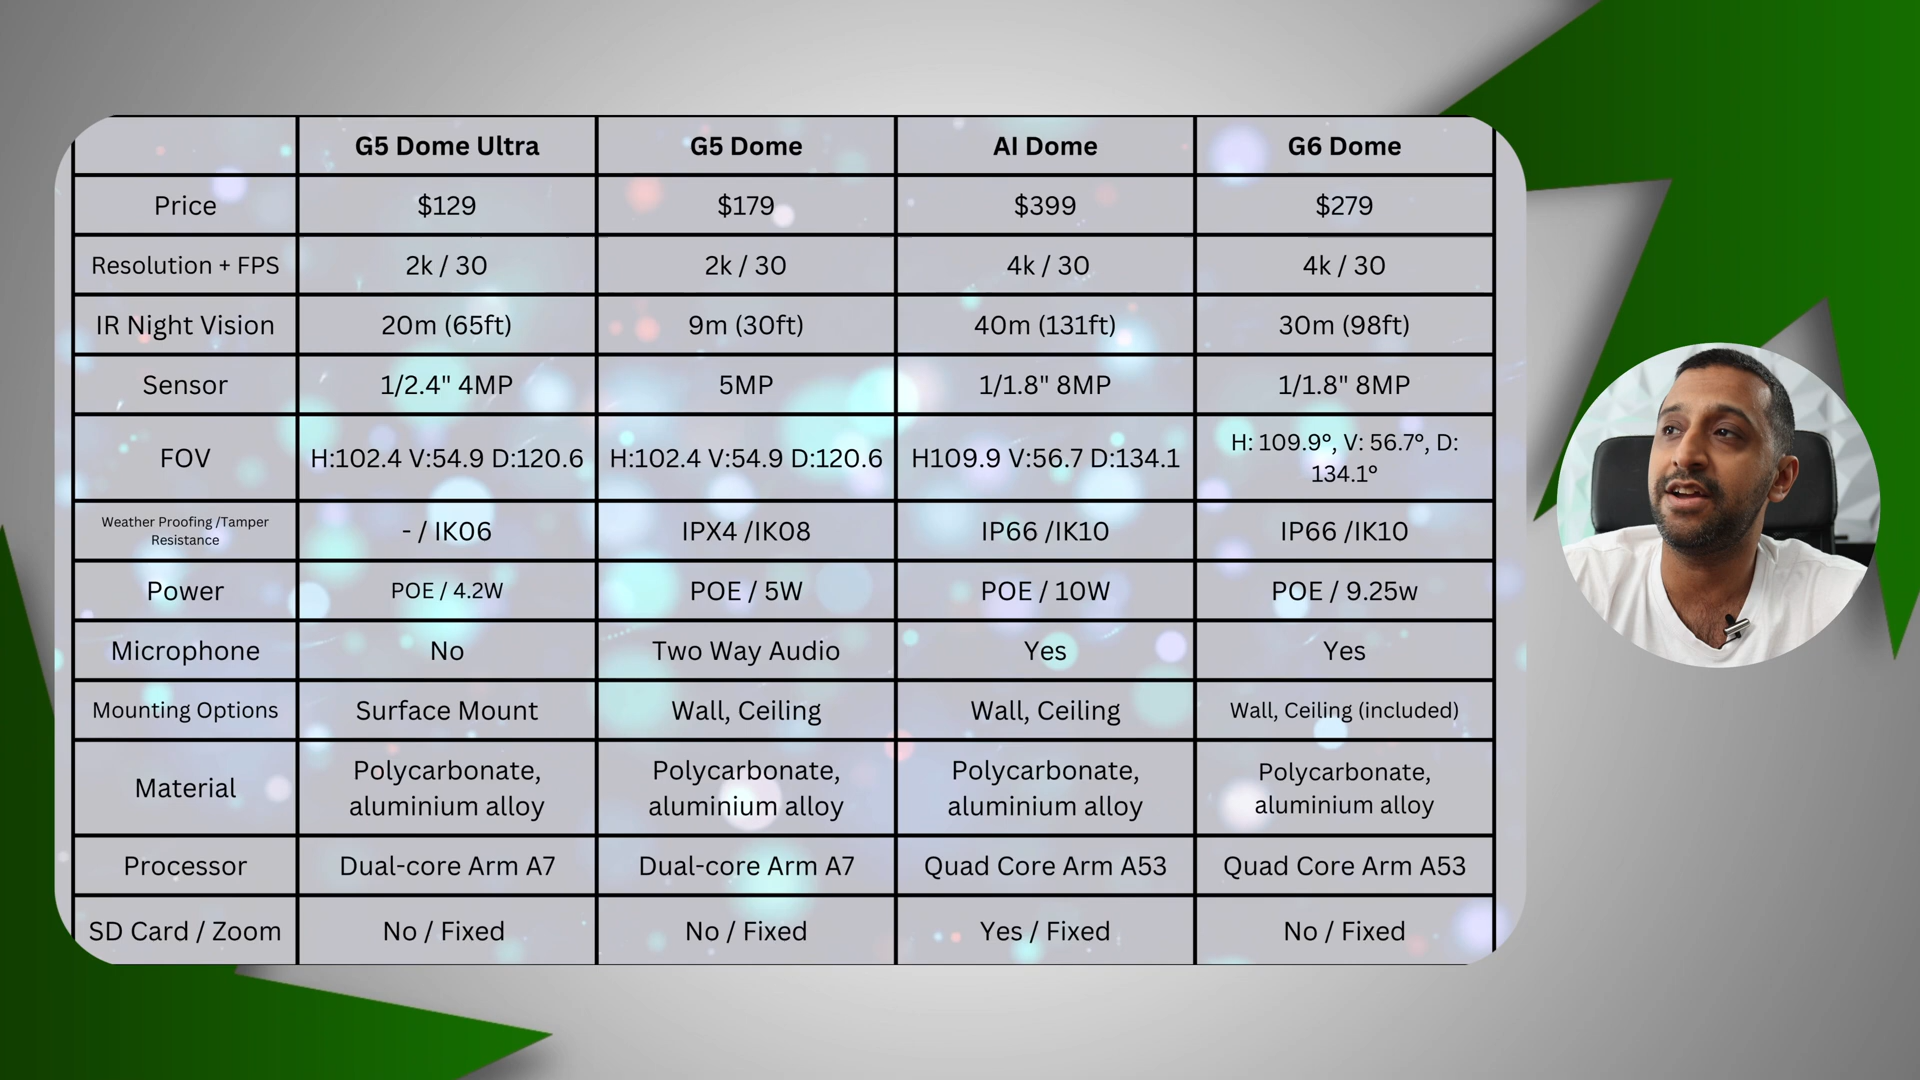 G5 Dome Ultra G5 Dome AI Dome G6 Dome
Price $129 $179 $399 $279
Resolution + FPS 2k / 30 2k / 30 4k / 30 4k / 30
IR Night Vision 20m (65ft) 9m (30ft) 40m (131ft) 30m (98ft)
Sensor 1/2.4" 4MP 5MP 1/1.8" 8MP 1/1.8" 8MP
FOV H:102.4 V:54.9 D:120.6 H:102.4 V:54.9 D:120.6 H109.9 V:56.7 D:134.1 H: 109.9º, V: 56.7º, D:
134.1º
Weather Proofing /Tamper
Resistance - / IK06 IPX4 /IK08 IP66 /IK10 IP66 /IK10
Power POE / 4.2W POE / 5W POE / 10W POE / 9.25w
Microphone No Two Way Audio Yes Yes
Mounting Options Surface Mount Wall, Ceiling Wall, Ceiling Wall, Ceiling (included)
Material Polycarbonate, Polycarbonate, Polycarbonate, Polycarbonate,
aluminium alloy aluminium alloy aluminium alloy aluminium alloy
Processor Dual-core Arm A7 Dual-core Arm A7 Quad Core Arm A53 Quad Core Arm A53
SD Card / Zoom No / Fixed No / Fixed Yes / Fixed No / Fixed